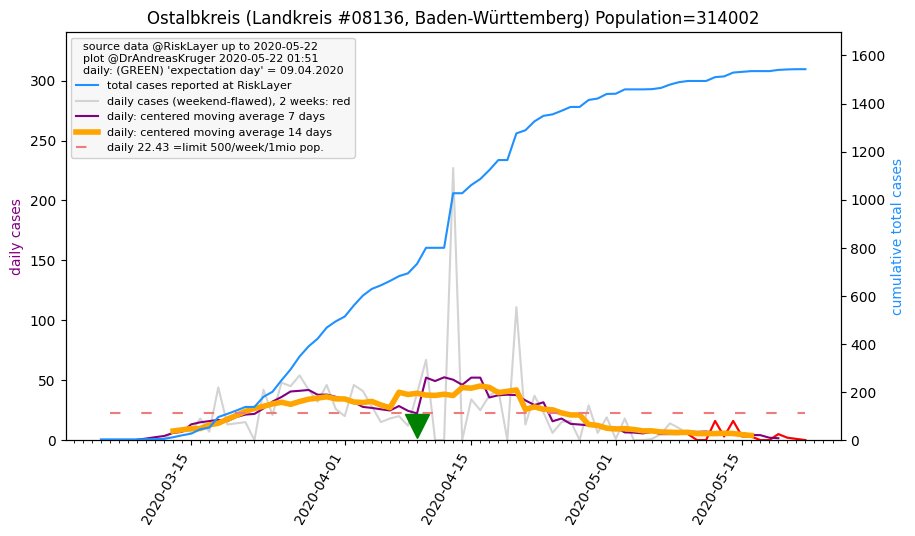 Ostalbkreis (Landkreis #08136, Baden-Württemberg) Population=314002
source data @RiskLayer up to 2020-05-22
plot @DrAndreasKruger 2020-05-22 01:51
daily: (GREEN) 'expectation day' = 09.04.2020
total cases reported at RiskLayer
daily cases (weekend-flawed), 2 weeks: red
daily: centered moving average 7 days
daily: centered moving average 14 days
daily 22.43 =limit 500/week/1mio pop.
daily cases
300
250
200
150
100
50
0
1600
1400
1200
1000
800
600
400
200
0
cumulative total cases
2020-03-15
2020-04-01
2020-04-15
2020-05-01
2020-05-15